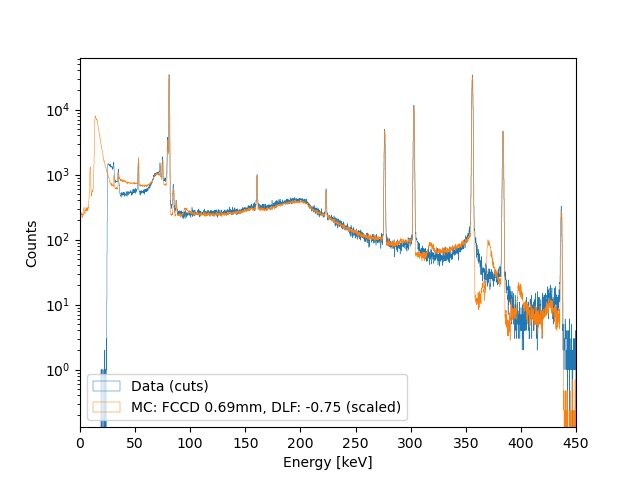 10⁴
10³
10²
10¹
10⁰
Counts
Data (cuts)
MC: FCCD 0.69mm, DLF: -0.75 (scaled)
0 50 100 150 200 250 300 350 400 450
Energy [keV]